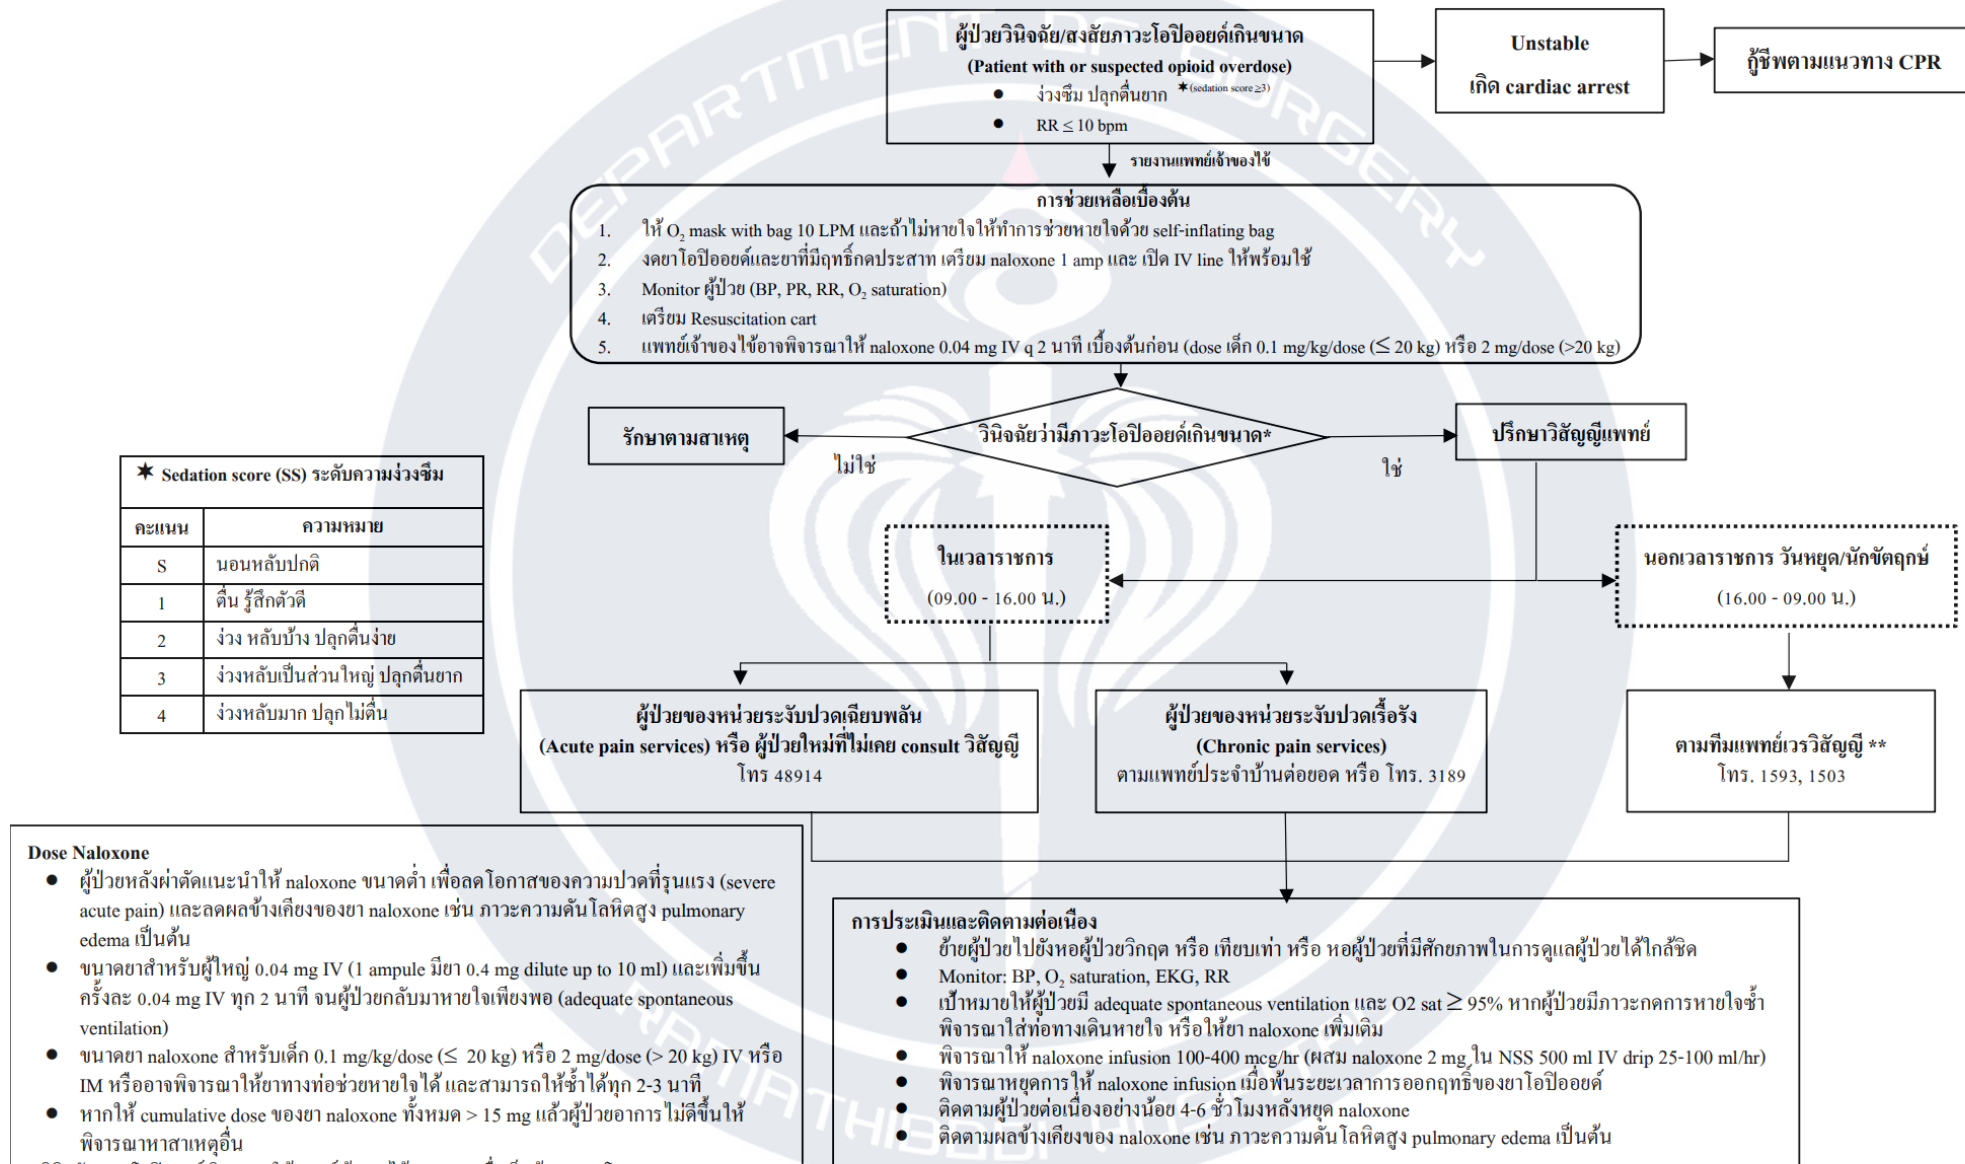 ผู้ป่วยวินิจฉัย/สงสัยภาวะโอปิออยด์เกินขนาด
(Patient with or suspected opioid overdose)
● ง่วงซึม ปลุกตื่นยาก ★(sedation score ≥3)
● RR ≤ 10 bpm
Unstable
เกิด cardiac arrest
กู้ชีพตามแนวทาง CPR
รายงานแพทย์เจ้าของไข้
การช่วยเหลือเบื้องต้น
1. ให้ O₂ mask with bag 10 LPM และถ้าไม่หายใจให้ทำการช่วยหายใจด้วย self-inflating bag
2. งดยาโอปิออยด์และยาที่มีฤทธิ์กดประสาท เตรียม naloxone 1 amp และ เปิด IV line ให้พร้อมใช้
3. Monitor ผู้ป่วย (BP, PR, RR, O₂ saturation)
4. เตรียม Resuscitation cart
5. แพทย์เจ้าของไข้อาจพิจารณาให้ naloxone 0.04 mg IV q 2 นาที เบื้องต้นก่อน (dose เด็ก 0.1 mg/kg/dose (≤ 20 kg) หรือ 2 mg/dose (>20 kg)
วินิจฉัยว่ามีภาวะโอปิออยด์เกินขนาด*
ไม่ใช่
รักษาตามสาเหตุ
ใช่
ปรึกษาวิสัญญีแพทย์
★ Sedation score (SS) ระดับความง่วงซึม
คะแนน ความหมาย
S นอนหลับปกติ
1 ตื่น รู้สึกตัวดี
2 ง่วง หลับบ้าง ปลุกตื่นง่าย
3 ง่วงหลับเป็นส่วนใหญ่ ปลุกตื่นยาก
4 ง่วงหลับมาก ปลุกไม่ตื่น
ในเวลาราชการ
(09.00 - 16.00 น.)
นอกเวลาราชการ วันหยุด/นักขัตฤกษ์
(16.00 - 09.00 น.)
ผู้ป่วยของหน่วยระงับปวดเฉียบพลัน
(Acute pain services) หรือ ผู้ป่วยใหม่ที่ไม่เคย consult วิสัญญี
โทร 48914
ผู้ป่วยของหน่วยระงับปวดเรื้อรัง
(Chronic pain services)
ตามแพทย์ประจำบ้านต่อยอด หรือ โทร. 3189
ตามทีมแพทย์เวรวิสัญญี **
โทร. 1593, 1503
Dose Naloxone
● ผู้ป่วยหลังผ่าตัดแนะนำให้ naloxone ขนาดต่ำ เพื่อลดโอกาสของความปวดที่รุนแรง (severe
acute pain) และลดผลข้างเคียงของยา naloxone เช่น ภาวะความดันโลหิตสูง pulmonary
edema เป็นต้น
● ขนาดยาสำหรับผู้ใหญ่ 0.04 mg IV (1 ampule มียา 0.4 mg dilute up to 10 ml) และเพิ่มขึ้น
ครั้งละ 0.04 mg IV ทุก 2 นาที จนผู้ป่วยกลับมาหายใจเพียงพอ (adequate spontaneous
ventilation)
● ขนาดยา naloxone สำหรับเด็ก 0.1 mg/kg/dose (≤ 20 kg) หรือ 2 mg/dose (> 20 kg) IV หรือ
IM หรืออาจพิจารณาให้ยาทางท่อช่วยหายใจได้ และสามารถให้ซ้ำได้ทุก 2-3 นาที
● หากให้ cumulative dose ของยา naloxone ทั้งหมด > 15 mg แล้วผู้ป่วยอาการไม่ดีขึ้นให้
พิจารณาหาสาเหตุอื่น
การประเมินและติดตามต่อเนื่อง
● ย้ายผู้ป่วยไปยังหอผู้ป่วยวิกฤต หรือ เทียบเท่า หรือ หอผู้ป่วยที่มีศักยภาพในการดูแลผู้ป่วยได้ใกล้ชิด
● Monitor: BP, O₂ saturation, EKG, RR
● เป้าหมายให้ผู้ป่วยมี adequate spontaneous ventilation และ O2 sat ≥ 95% หากผู้ป่วยมีภาวะกดการหายใจซ้ำ
พิจารณาใส่ท่อทางเดินหายใจ หรือให้ยา naloxone เพิ่มเติม
● พิจารณาให้ naloxone infusion 100-400 mcg/hr (ผสม naloxone 2 mg ใน NSS 500 ml IV drip 25-100 ml/hr)
● พิจารณาหยุดการให้ naloxone infusion เมื่อพ้นระยะเวลาการออกฤทธิ์ของยาโอปิออยด์
● ติดตามผู้ป่วยต่อเนื่องอย่างน้อย 4-6 ชั่วโมงหลังหยุด naloxone
● ติดตามผลข้างเคียงของ naloxone เช่น ภาวะความดันโลหิตสูง pulmonary edema เป็นต้น
DEPARTMENT OF SURGERY
RAMATHIBODI HOSPITAL